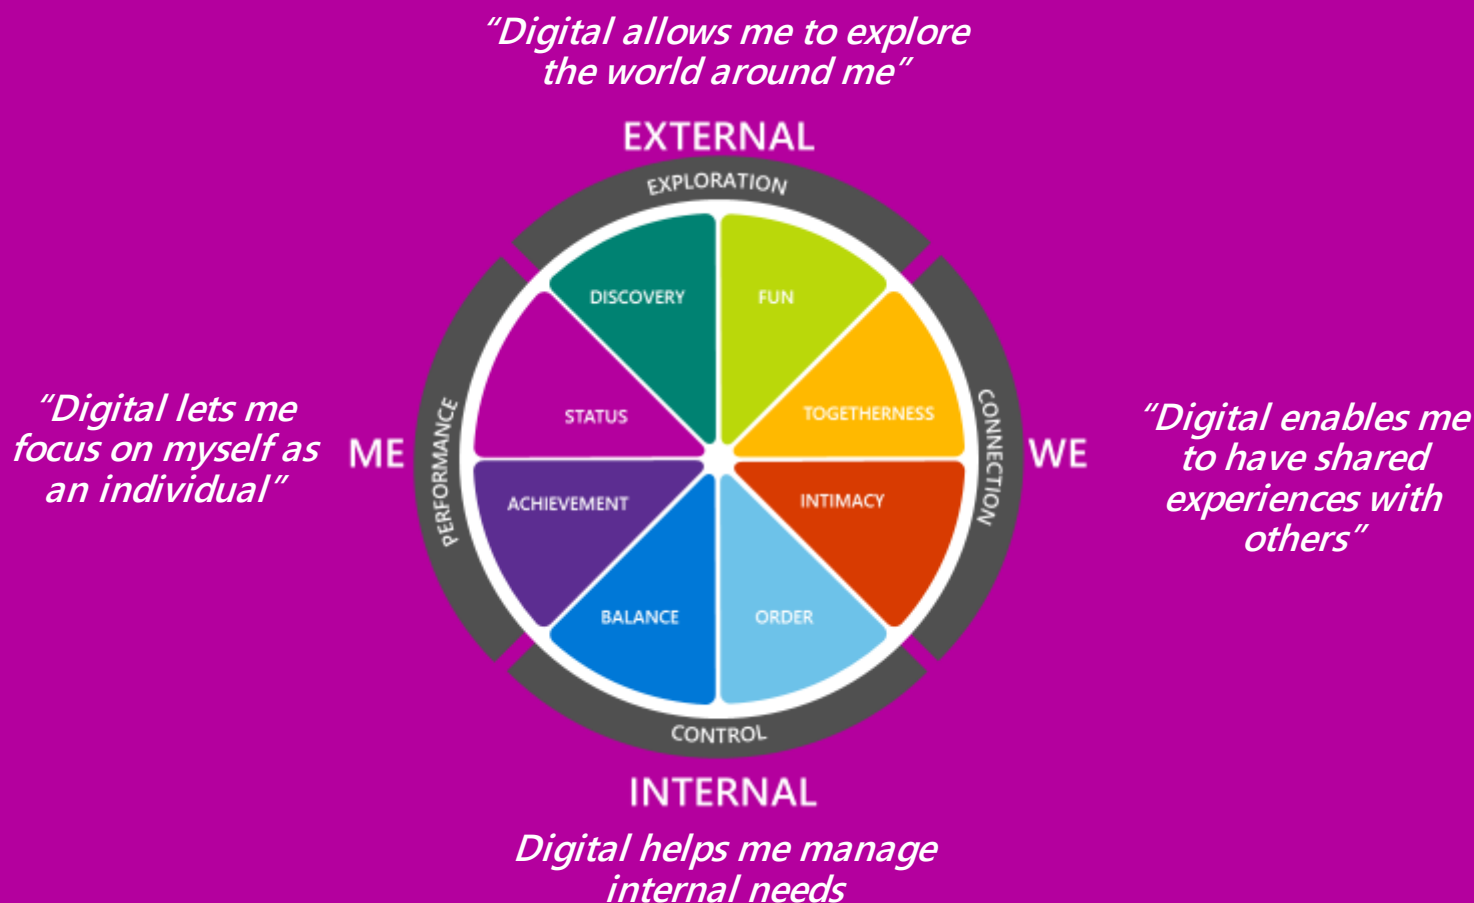 “Digital allows me to explore
the world around me”
EXTERNAL
EXPLORATION
DISCOVERY
FUN
STATUS
TOGETHERNESS
PERFORMANCE
CONNECTION
“Digital lets me
focus on myself as
an individual”
ME
WE
“Digital enables me
to have shared
experiences with
others”
ACHIEVEMENT
INTIMACY
BALANCE
ORDER
CONTROL
INTERNAL
Digital helps me manage
internal needs